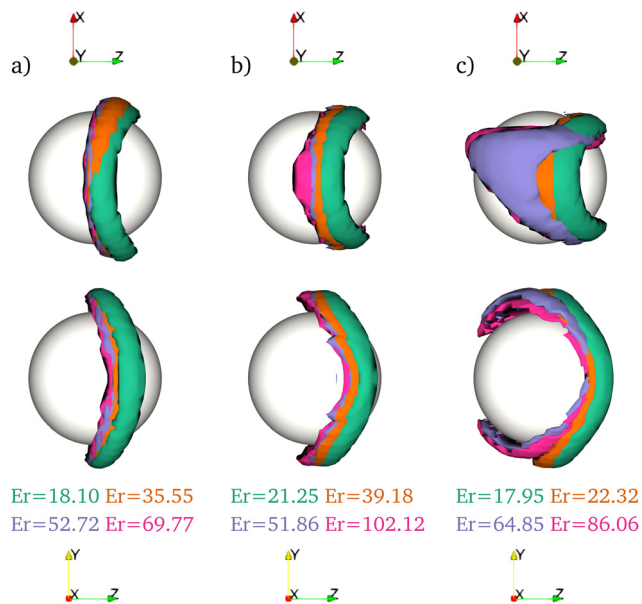 X X X
a) Y Z b) Y Z c) Y Z
Er=18.10 Er=35.55 Er=21.25 Er=39.18 Er=17.95 Er=22.32
Er=52.72 Er=69.77 Er=51.86 Er=102.12 Er=64.85 Er=86.06
Y Y Y
X Z X Z X Z